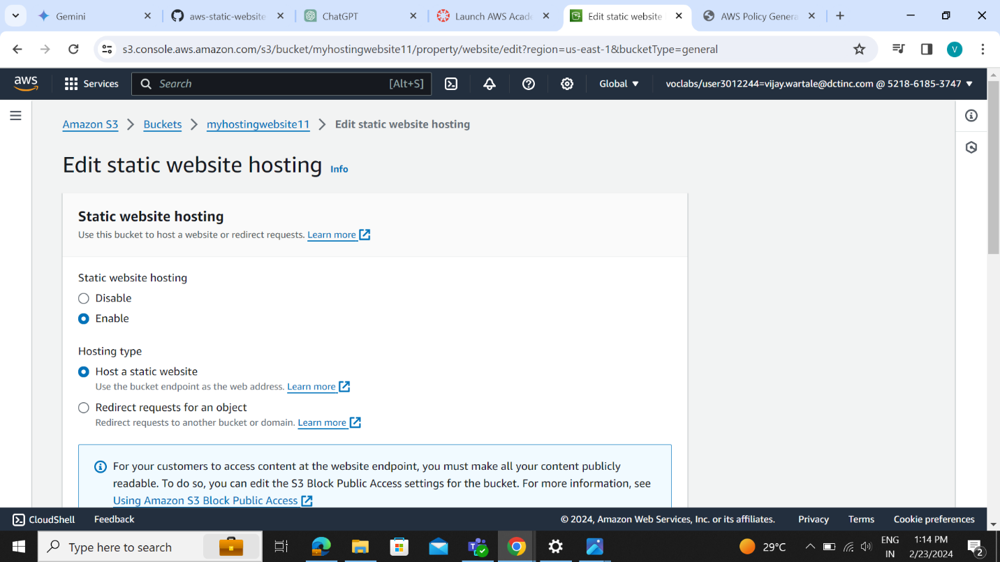 Gemini
aws-static-website
ChatGPT
Launch AWS Acade
Edit static website
AWS Policy Genera
s3.console.aws.amazon.com/s3/bucket/myhostingwebsite11/property/website/edit?region=us-east-1&bucketType=general
V
aws
Services
Search
[Alt+S]
Global
voclabs/user3012244=vijay.wartale@dctinc.com @ 5218-6185-3747
Amazon S3 > Buckets > myhostingwebsite11 > Edit static website hosting
Edit static website hosting Info
Static website hosting
Use this bucket to host a website or redirect requests. Learn more
Static website hosting
Disable
Enable
Hosting type
Host a static website
Use the bucket endpoint as the web address. Learn more
Redirect requests for an object
Redirect requests to another bucket or domain. Learn more
For your customers to access content at the website endpoint, you must make all your content publicly
readable. To do so, you can edit the S3 Block Public Access settings for the bucket. For more information, see
Using Amazon S3 Block Public Access
CloudShell
Feedback
© 2024, Amazon Web Services, Inc. or its affiliates.
Privacy
Terms
Cookie preferences
Type here to search
29°C
ENG
IN
1:14 PM
2/23/2024
2